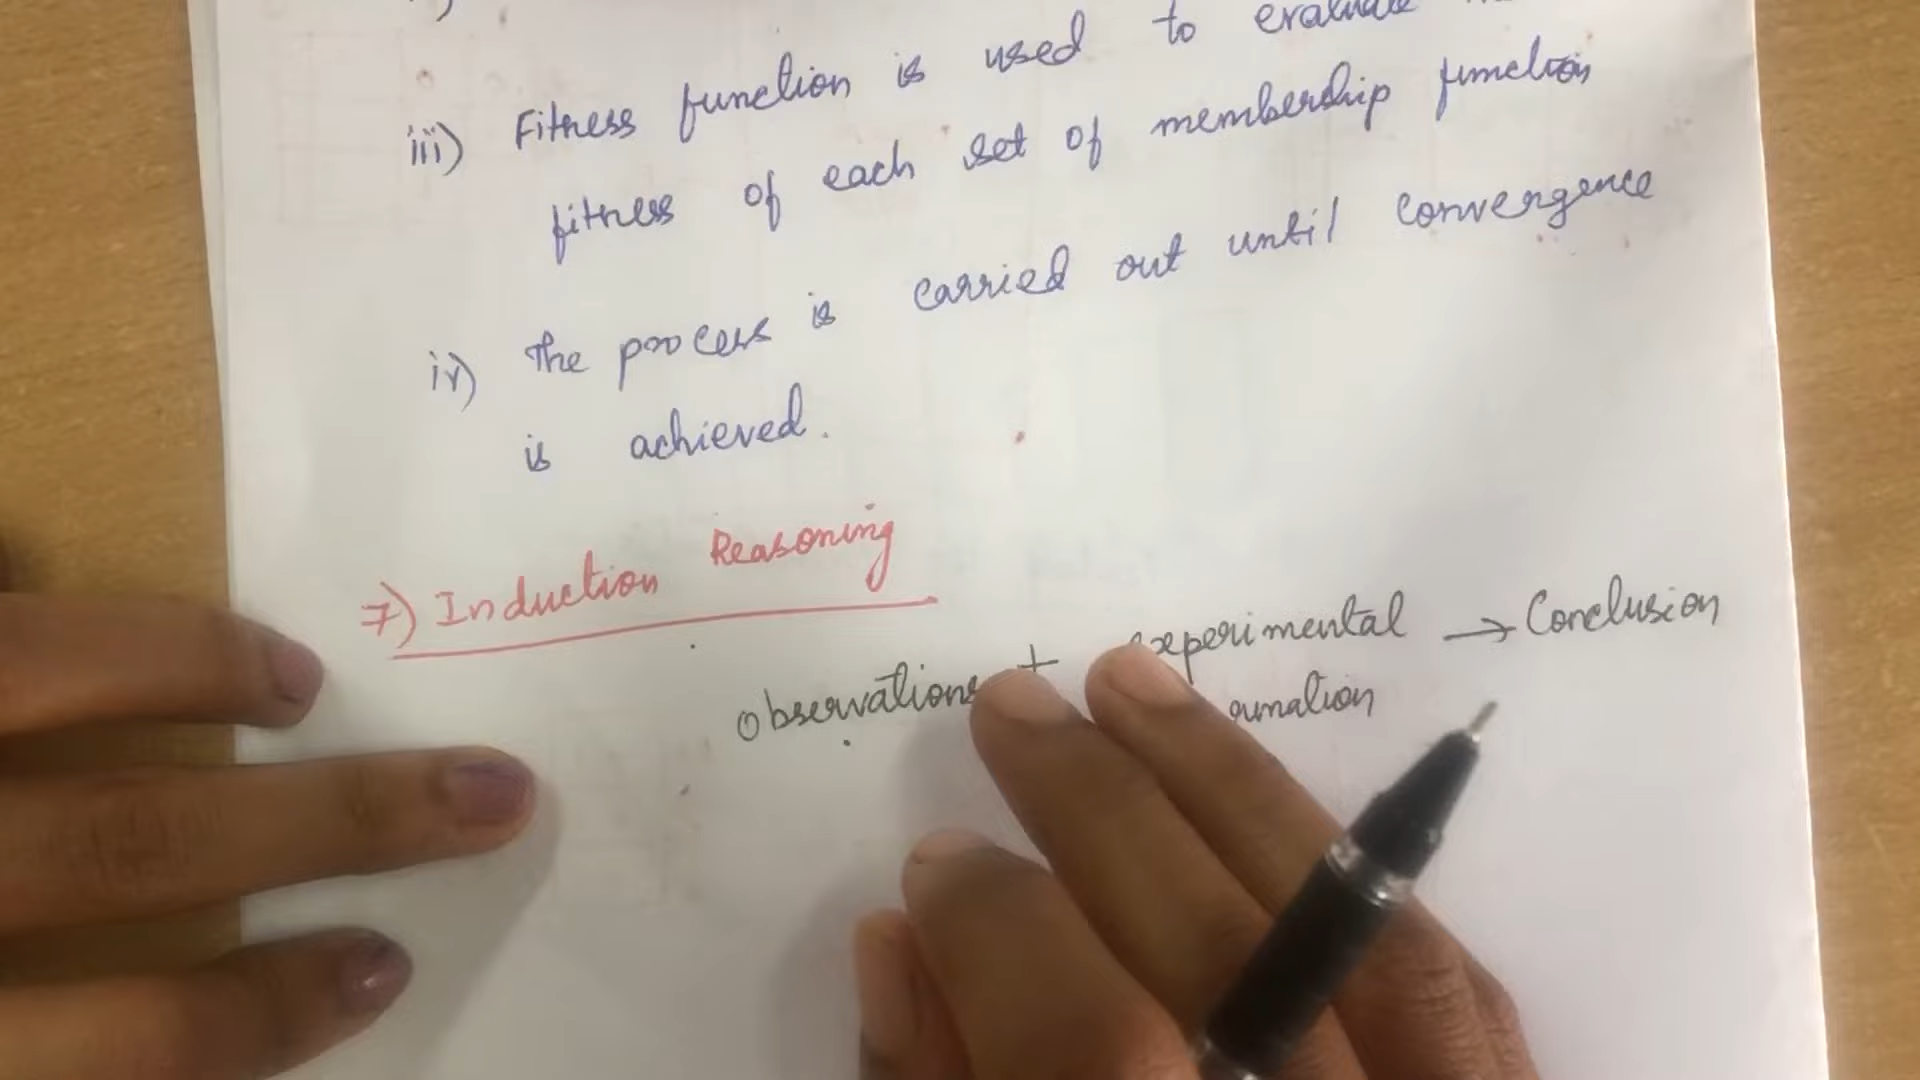 iii) Fitness function is used to evaluate
fitness of each set of membership function
iv) The process is carried out until convergence
is achieved.
7) Induction Reasoning
Observations + experimental → Conclusion